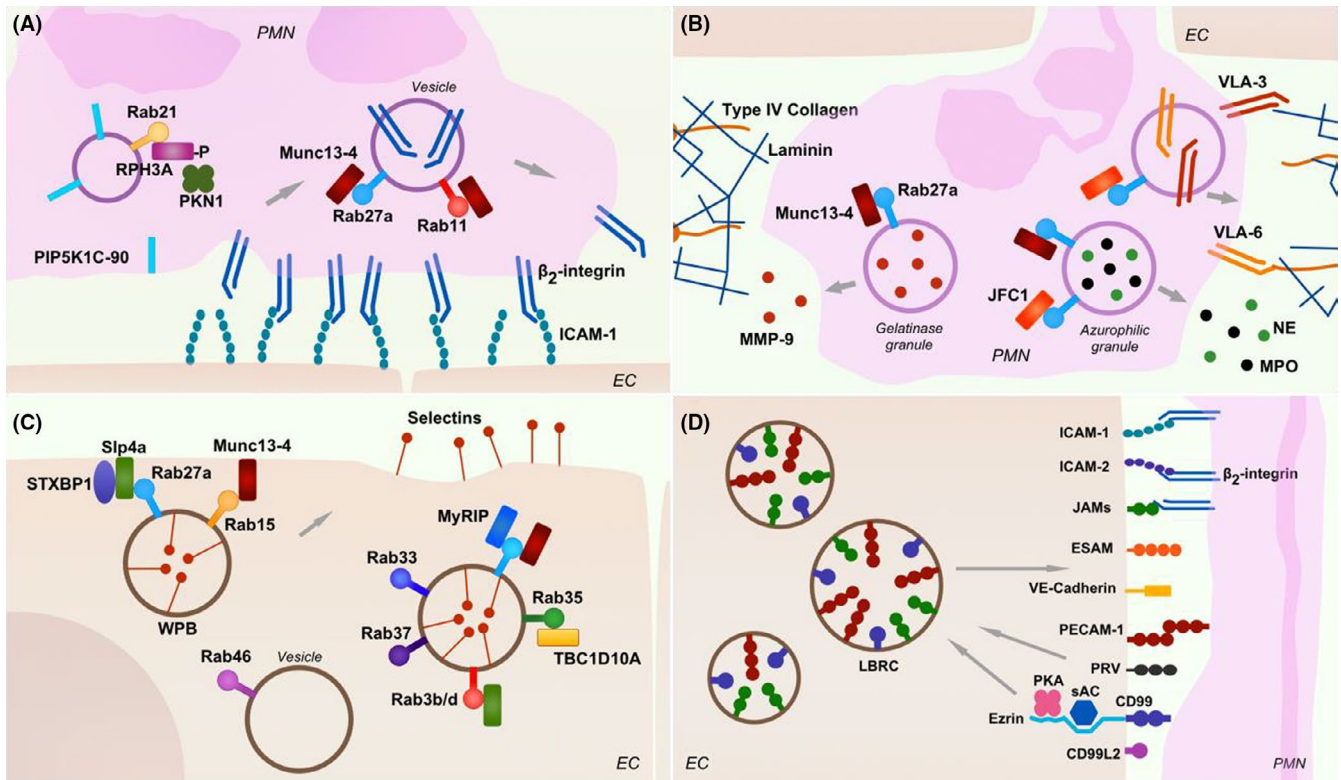 (A)
PMN
Vesicle
Rab21
-P
RPH3A
PKN1
Munc13-4
Rab27a
Rab11
PIP5K1C-90
β2-integrin
ICAM-1
EC
(B)
EC
VLA-3
Type IV Collagen
Laminin
Rab27a
Munc13-4
VLA-6
JFC1
MMP-9
Gelatinase
granule
Azurophilic
granule
NE
MPO
PMN
(C)
Selectins
Slp4a
Munc13-4
STXBP1
Rab27a
Rab15
MyRIP
Rab33
Rab35
WPB
Rab37
TBC1D10A
Rab46
Vesicle
Rab3b/d
EC
(D)
ICAM-1
ICAM-2
β2-integrin
JAMs
ESAM
VE-Cadherin
PECAM-1
LBRC
PRV
PKA
sAC
CD99
Ezrin
CD99L2
EC
PMN